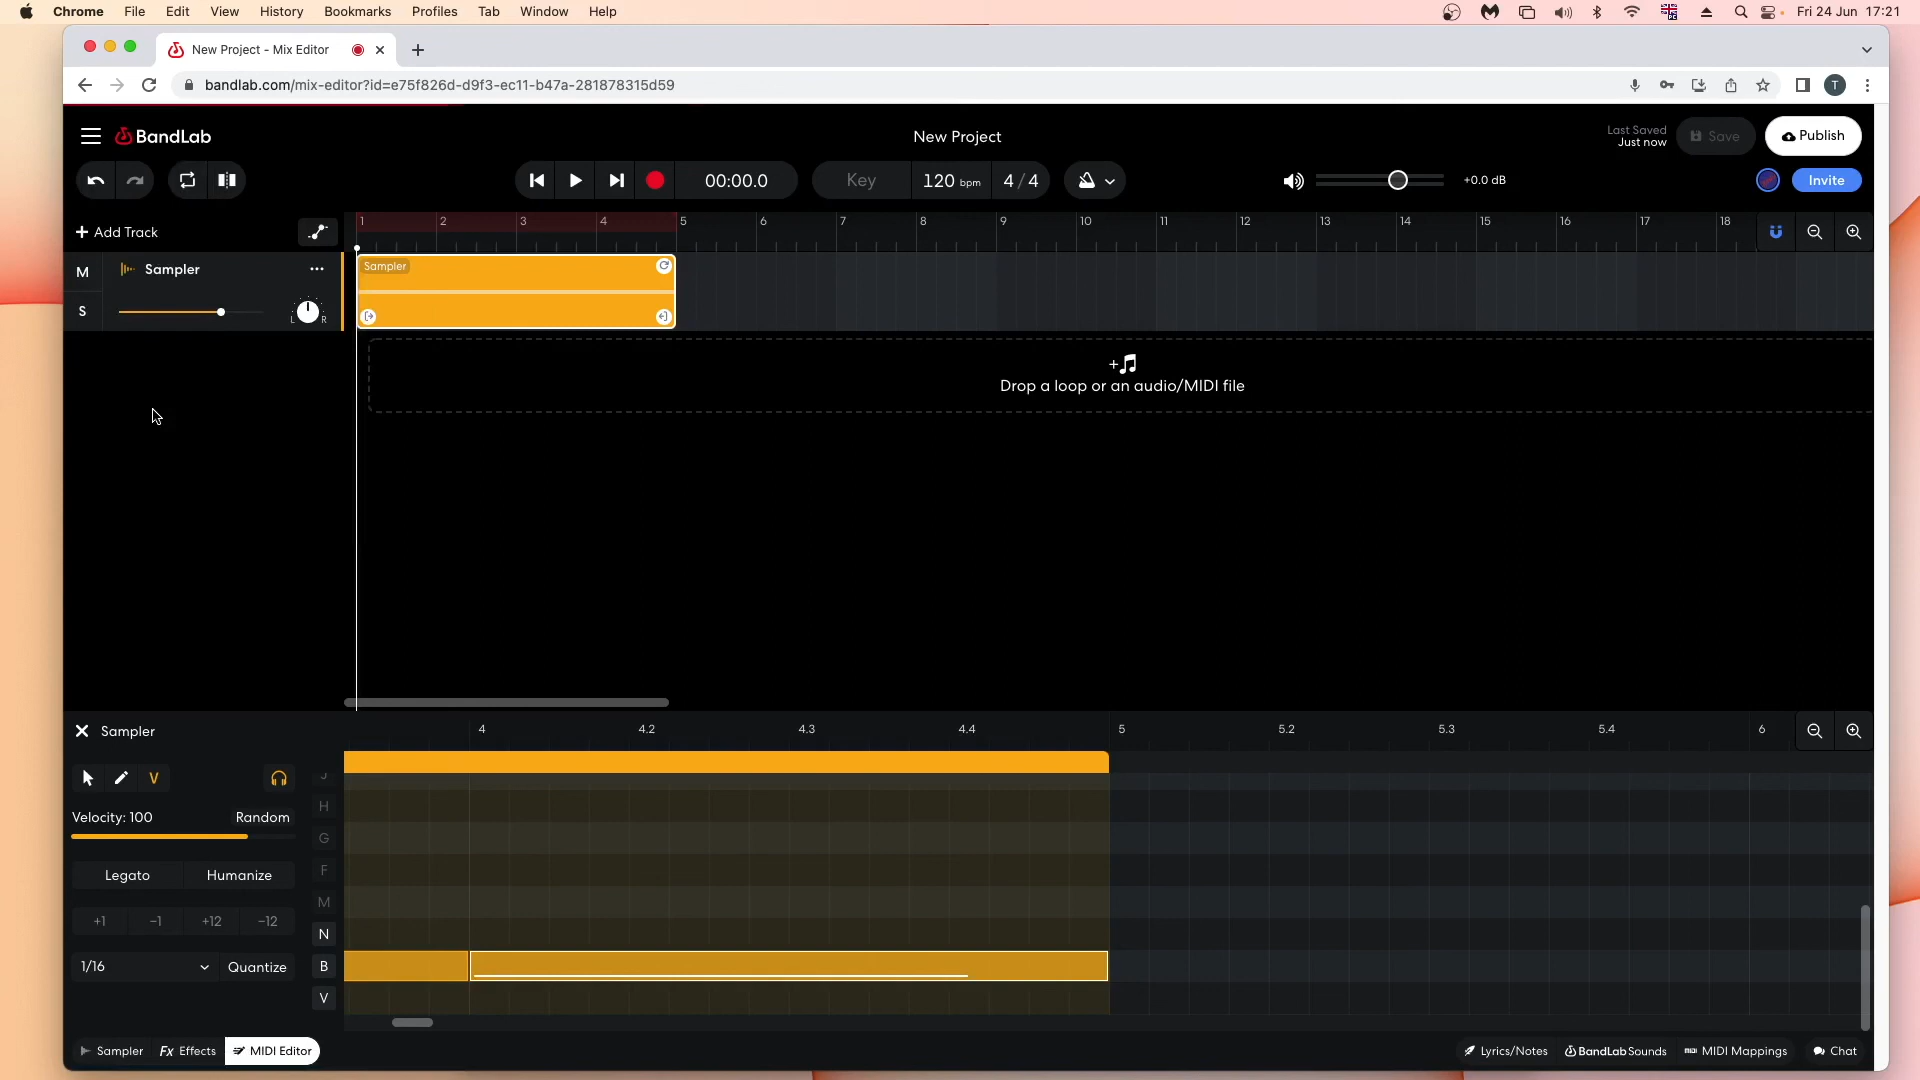 Chrome File Edit View History Bookmarks Profiles Tab Window Help Fri 24 Jun 17:21
New Project - Mix Editor
bandlab.com/mix-editor?id=e75f826d-d9f3-ec11-b47a-281878315d59 T
BandLab New Project Last Saved Just now Save Publish
00:00.0 Key 120 bpm 4/4 +0.0 dB Invite
+ Add Track 1 2 3 4 5 6 7 8 9 10 11 12 13 14 15 16 17 18
M Sampler ... Sampler
S L R
Drop a loop or an audio/MIDI file
Sampler 4 4.2 4.3 4.4 5 5.2 5.3 5.4 6
V J
H
Velocity: 100 Random
G
F
Legato Humanize
M
+1 -1 +12 -12
N
1/16 Quantize B
V
Sampler Fx Effects MIDI Editor Lyrics/Notes BandLab Sounds MIDI Mappings Chat